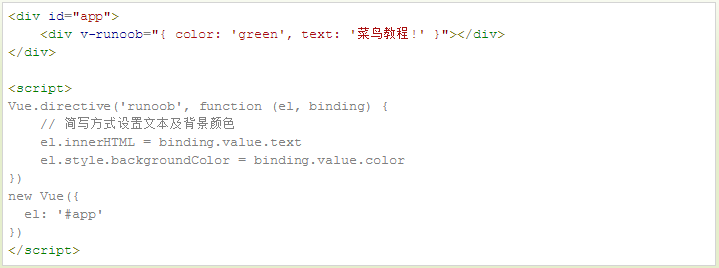 <div id="app">
    <div v-runoob="{ color: 'green', text: '菜鸟教程!' }"></div>
</div>

<script>
Vue.directive('runoob', function (el, binding) {
    // 简写方式设置文本及背景颜色
    el.innerHTML = binding.value.text
    el.style.backgroundColor = binding.value.color
})
new Vue({
  el: '#app'
})
</script>